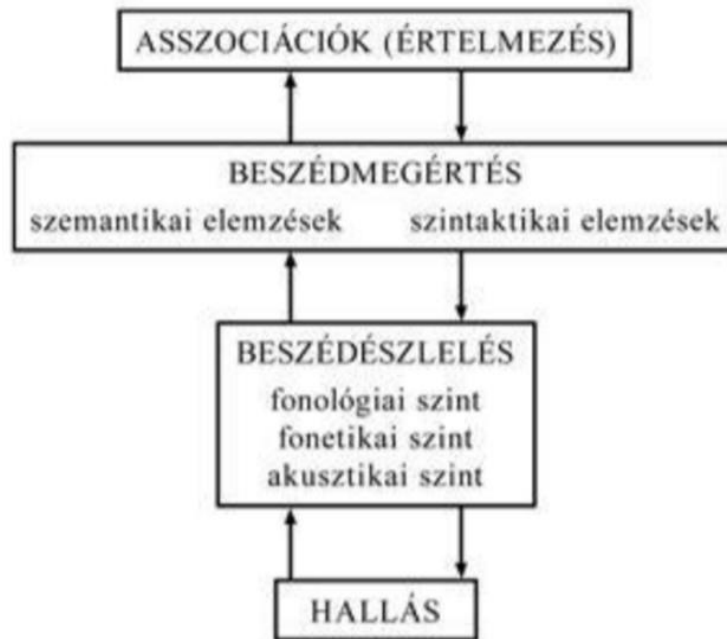 ASSZOCIÁCIÓK (ÉRTELMEZÉS)
BESZÉDMEGÉRTÉS
szemantikai elemzések szintaktikai elemzések
BESZÉDÉSZLELÉS
fonológiai szint
fonetikai szint
akusztikai szint
HALLÁS